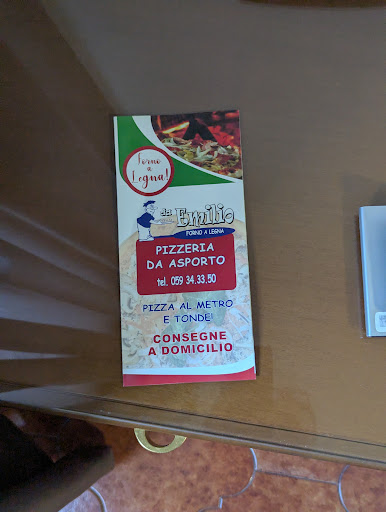 Forno
a
Legna!
da Emilio
FORNO A LEGNA
PIZZERIA
DA ASPORTO
tel. 059 34.33.50
PIZZA AL METRO
E TONDE!
CONSEGNE
A DOMICILIO